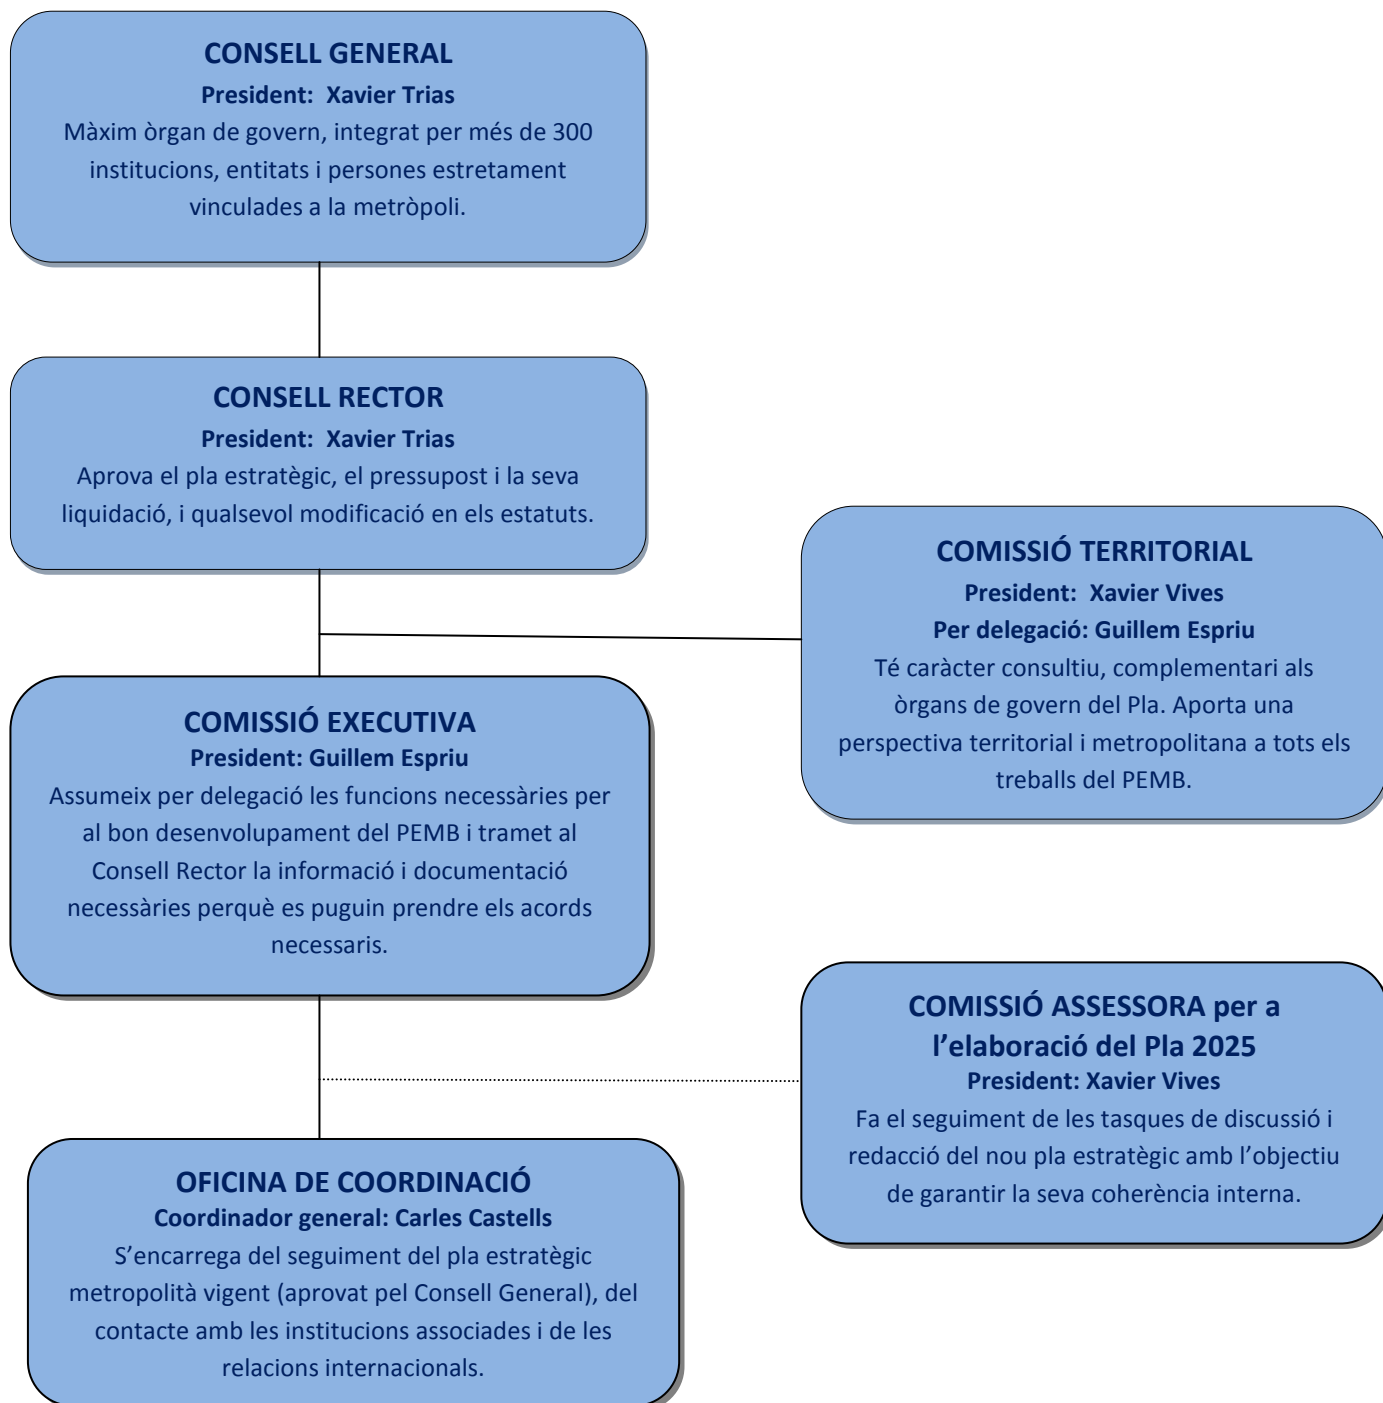 CONSELL GENERAL
President:  Xavier Trias
Màxim òrgan de govern, integrat per més de 300
institucions, entitats i persones estretament
vinculades a la metròpoli.
CONSELL RECTOR
President:  Xavier Trias
Aprova el pla estratègic, el pressupost i la seva
liquidació, i qualsevol modificació en els estatuts.
COMISSIÓ TERRITORIAL
President:  Xavier Vives
Per delegació: Guillem Espriu
Té caràcter consultiu, complementari als
òrgans de govern del Pla. Aporta una
perspectiva territorial i metropolitana a tots els
treballs del PEMB.
COMISSIÓ EXECUTIVA
President: Guillem Espriu
Assumeix per delegació les funcions necessàries per
al bon desenvolupament del PEMB i tramet al
Consell Rector la informació i documentació
necessàries perquè es puguin prendre els acords
necessaris.
COMISSIÓ ASSESSORA per a
l’elaboració del Pla 2025
President: Xavier Vives
Fa el seguiment de les tasques de discussió i
redacció del nou pla estratègic amb l’objectiu
de garantir la seva coherència interna.
OFICINA DE COORDINACIÓ
Coordinador general: Carles Castells
S’encarrega del seguiment del pla estratègic
metropolità vigent (aprovat pel Consell General), del
contacte amb les institucions associades i de les
relacions internacionals.